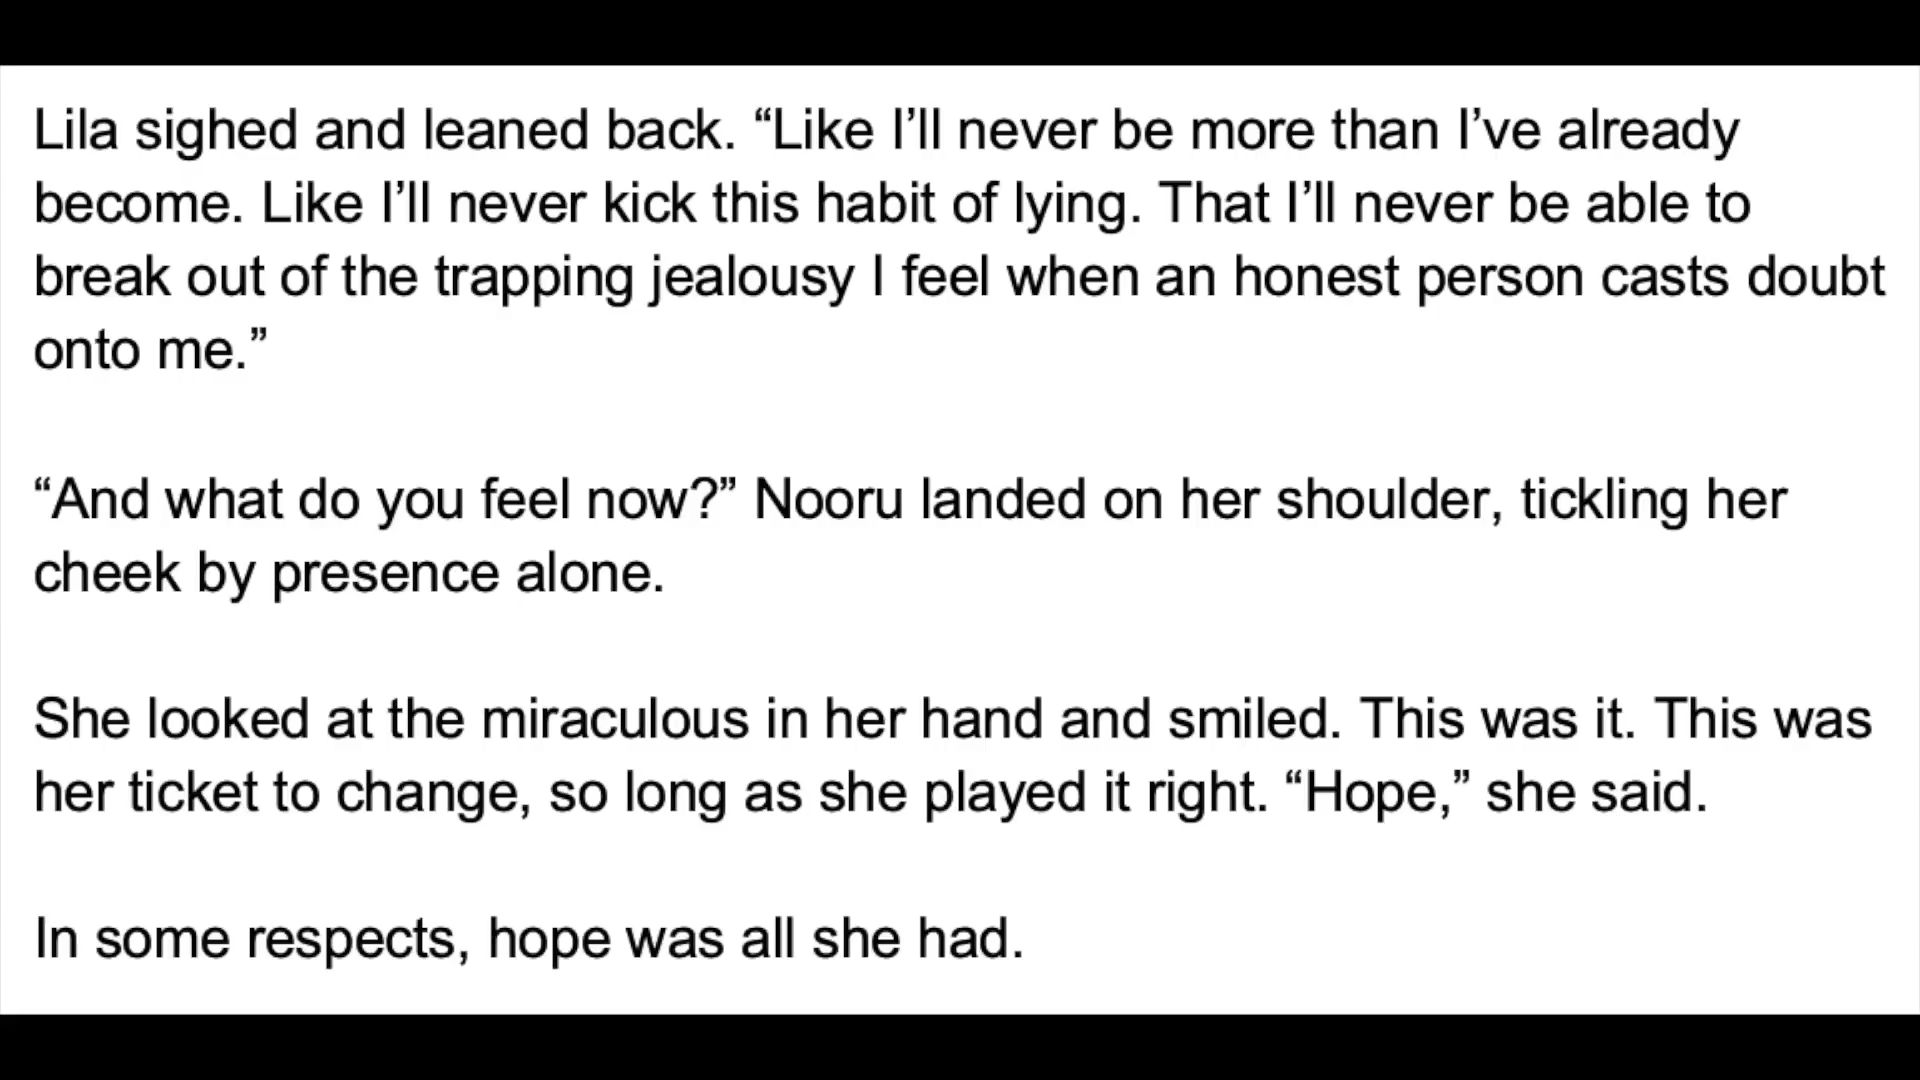 Lila sighed and leaned back. “Like I’ll never be more than I’ve already
become. Like I’ll never kick this habit of lying. That I’ll never be able to
break out of the trapping jealousy I feel when an honest person casts doubt
onto me.”
“And what do you feel now?” Nooru landed on her shoulder, tickling her
cheek by presence alone.
She looked at the miraculous in her hand and smiled. This was it. This was
her ticket to change, so long as she played it right. “Hope,” she said.
In some respects, hope was all she had.